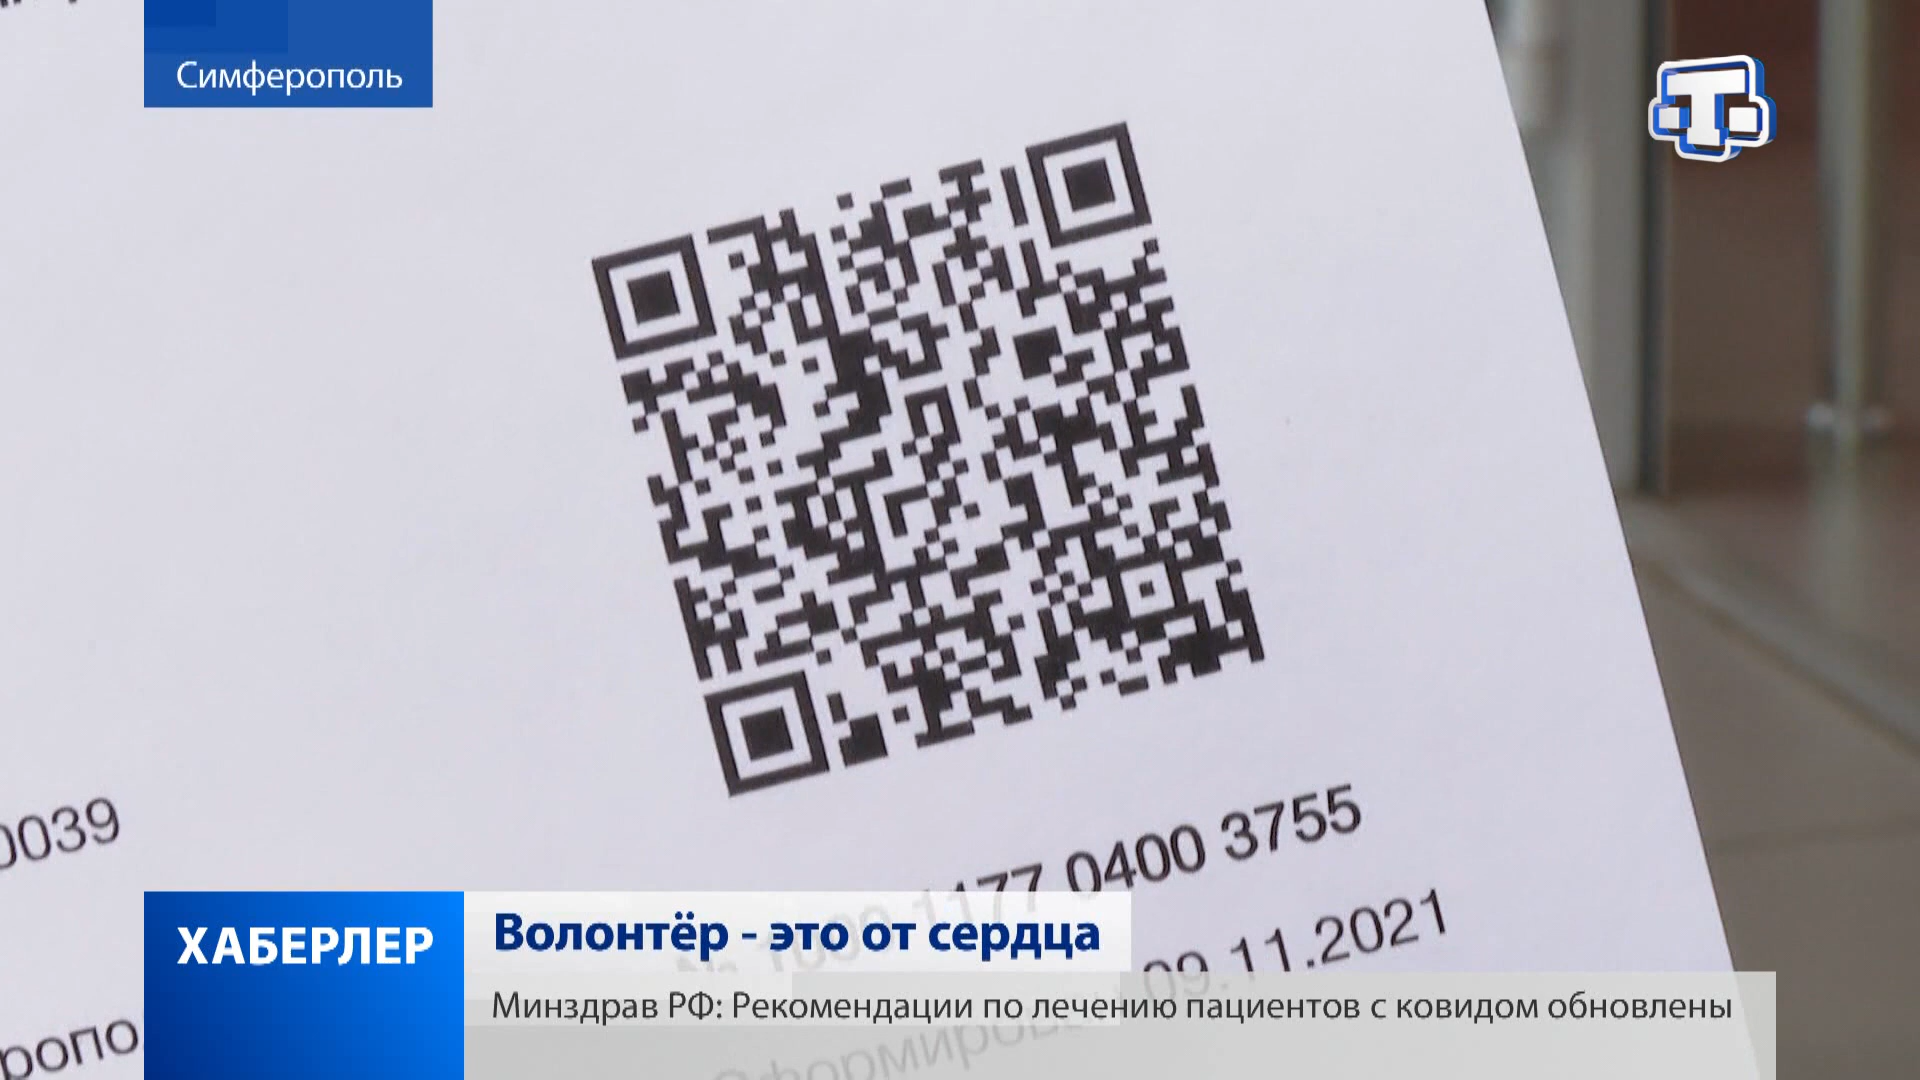 Симферополь
Т
0039
1177 0400 3755
09.11.2021
ХАБЕРЛЕР
Волонтёр - это от сердца
Минздрав РФ: Рекомендации по лечению пациентов с ковидом обновлены